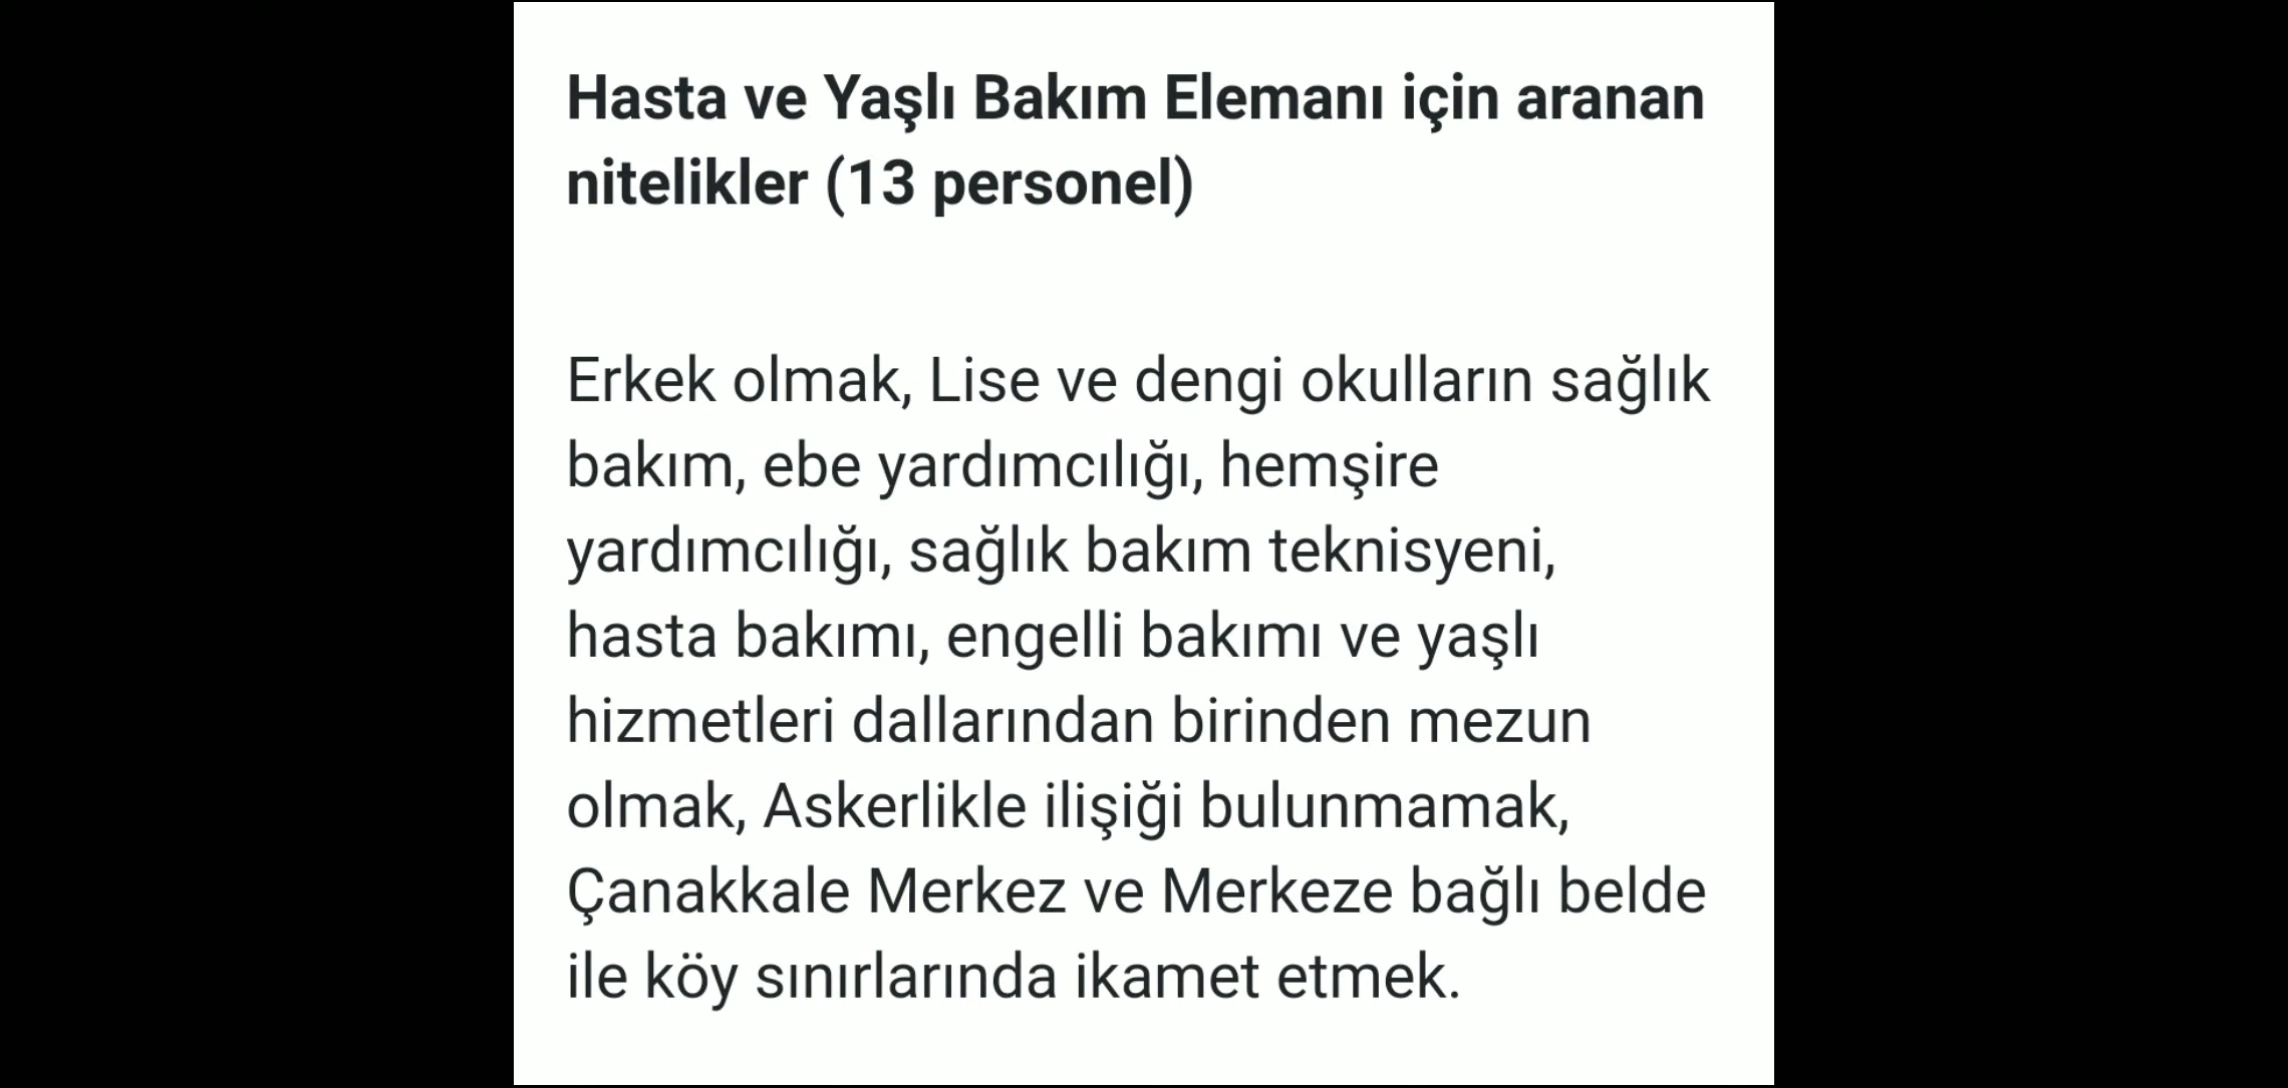 Hasta ve Yaşlı Bakım Elemanı için aranan
nitelikler (13 personel)
Erkek olmak, Lise ve dengi okulların sağlık
bakım, ebe yardımcılığı, hemşire
yardımcılığı, sağlık bakım teknisyeni,
hasta bakımı, engelli bakımı ve yaşlı
hizmetleri dallarından birinden mezun
olmak, Askerlikle ilişiği bulunmamak,
Çanakkale Merkez ve Merkeze bağlı belde
ile köy sınırlarında ikamet etmek.